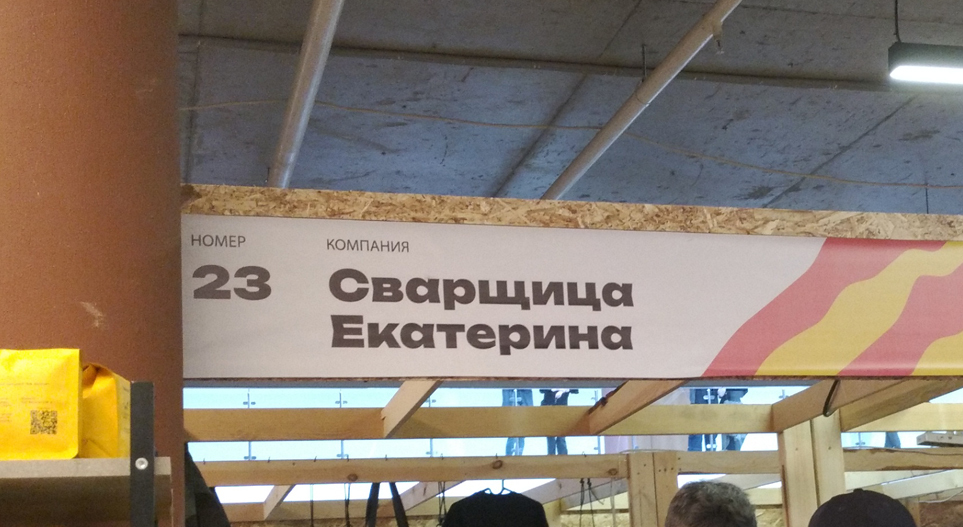 НОМЕР
23
КОМПАНИЯ
Сварщица
Екатерина